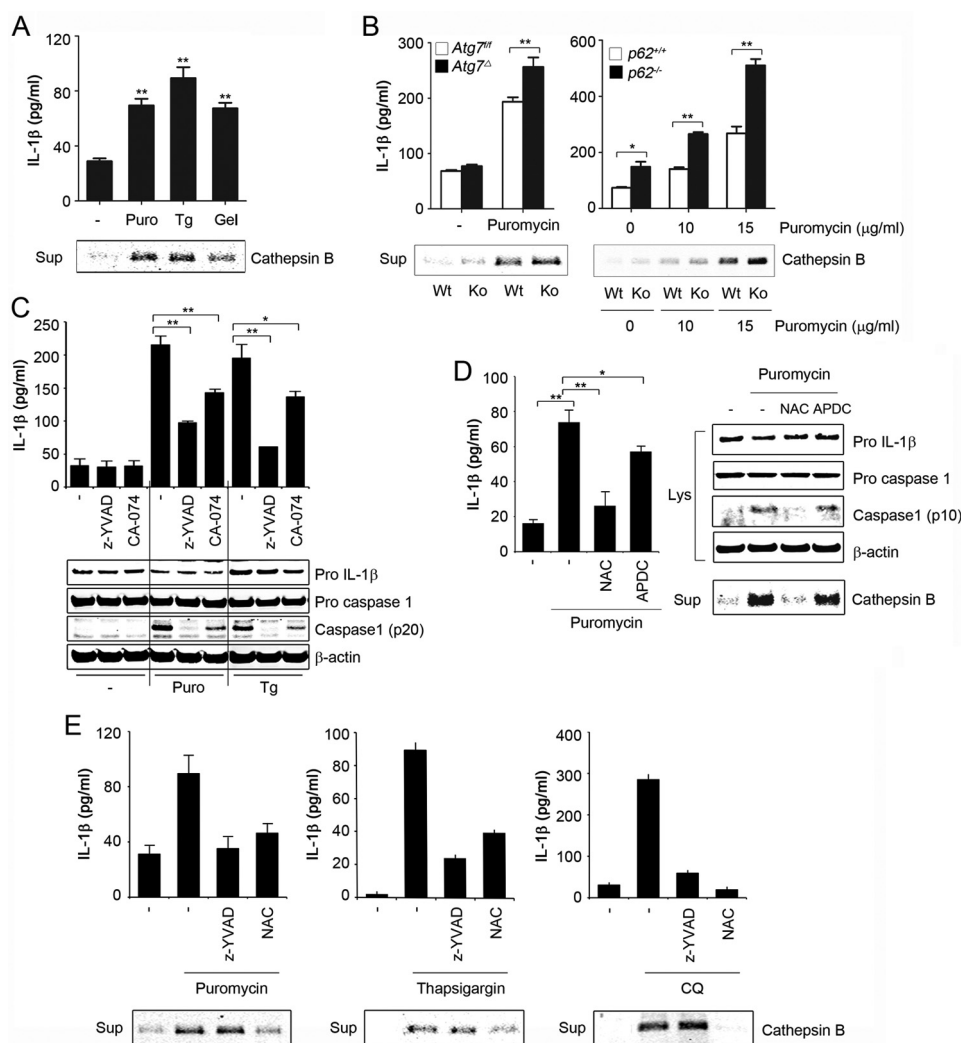 A
IL-1β (pg/ml)
120
80
40
0
** ** **
- Puro Tg Gel
Sup Cathepsin B
B
IL-1β (pg/ml)
300
200
100
0
Atg7f/f
Atg7Δ
**
- Puromycin
Sup
Wt Ko Wt Ko
600
400
200
0
p62+/+
p62-/-
* ** **
0 10 15 Puromycin (μg/ml)
Cathepsin B
Wt Ko Wt Ko Wt Ko
0 10 15 Puromycin (μg/ml)
C
IL-1β (pg/ml)
250
200
150
100
50
0
** *
** **
- z-YVAD CA-074 - z-YVAD CA-074 - z-YVAD CA-074
Pro IL-1β
Pro caspase 1
Caspase1 (p20)
β-actin
- Puro Tg
D
IL-1β (pg/ml)
100
80
60
40
20
0
*
** **
- - NAC APDC
Puromycin
Puromycin
- - NAC APDC
Lys
Pro IL-1β
Pro caspase 1
Caspase1 (p10)
β-actin
Sup Cathepsin B
E
IL-1β (pg/ml)
120
80
40
0
- - z-YVAD NAC
Puromycin
Sup
IL-1β (pg/ml)
100
80
60
40
20
0
- - z-YVAD NAC
Thapsigargin
Sup
IL-1β (pg/ml)
400
300
200
100
0
- - z-YVAD NAC
CQ
Sup Cathepsin B